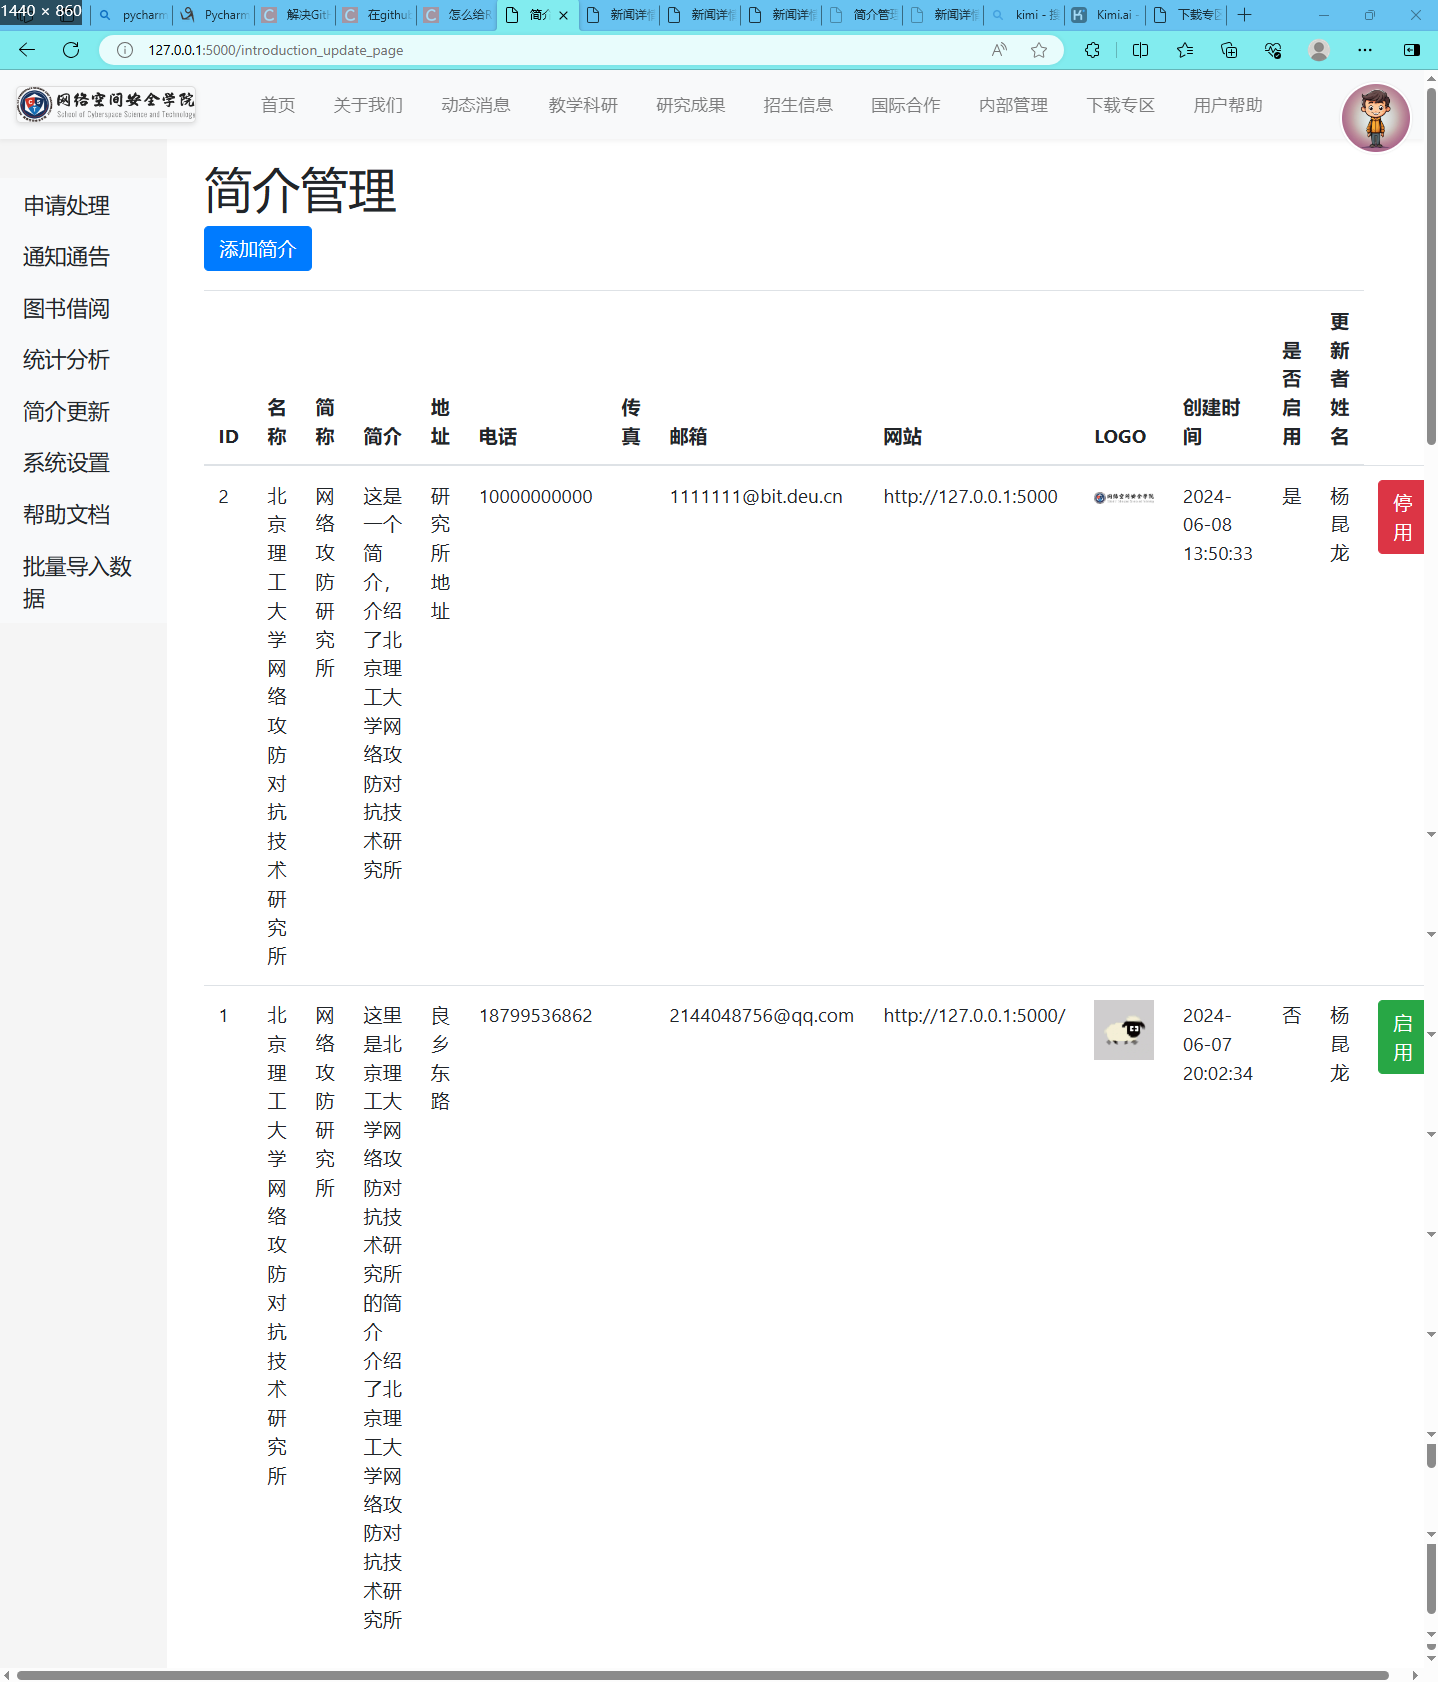 1440 × 860
pycharm
Pycharm
解决Gith
在github
怎么给R
简介
新闻详情
新闻详情
新闻详情
简介管理
新闻详情
kimi - 搜
Kimi.ai -
下载专区
127.0.0.1:5000/introduction_update_page
网络空间安全学院
School of Cyberspace Science and Technology
首页 关于我们 动态消息 教学科研 研究成果 招生信息 国际合作 内部管理 下载专区 用户帮助
申请处理
通知通告
图书借阅
统计分析
简介更新
系统设置
帮助文档
批量导入数
据
简介管理
添加简介
ID
名
称
简
称
简介
地
址
电话
传
真
邮箱
网站
LOGO
创建时
间
是
否
启
用
更
新
者
姓
名
2
北
京
理
工
大
学
网
络
攻
防
对
抗
技
术
研
究
所
网
络
攻
防
研
究
所
这是
一个
简
介，
介绍
了北
京理
工大
学网
络攻
防对
抗技
术研
究所
研
究
所
地
址
10000000000
1111111@bit.deu.cn
http://127.0.0.1:5000
网络空间安全学院
2024-
06-08
13:50:33
是
杨
昆
龙
停
用
1
北
京
理
工
大
学
网
络
攻
防
对
抗
技
术
研
究
所
网
络
攻
防
研
究
所
这里
是北
京理
工大
学网
络攻
防对
抗技
术研
究所
的简
介
介绍
了北
京理
工大
学网
络攻
防对
抗技
术研
究所
良
乡
东
路
18799536862
2144048756@qq.com
http://127.0.0.1:5000/
2024-
06-07
20:02:34
否
杨
昆
龙
启
用